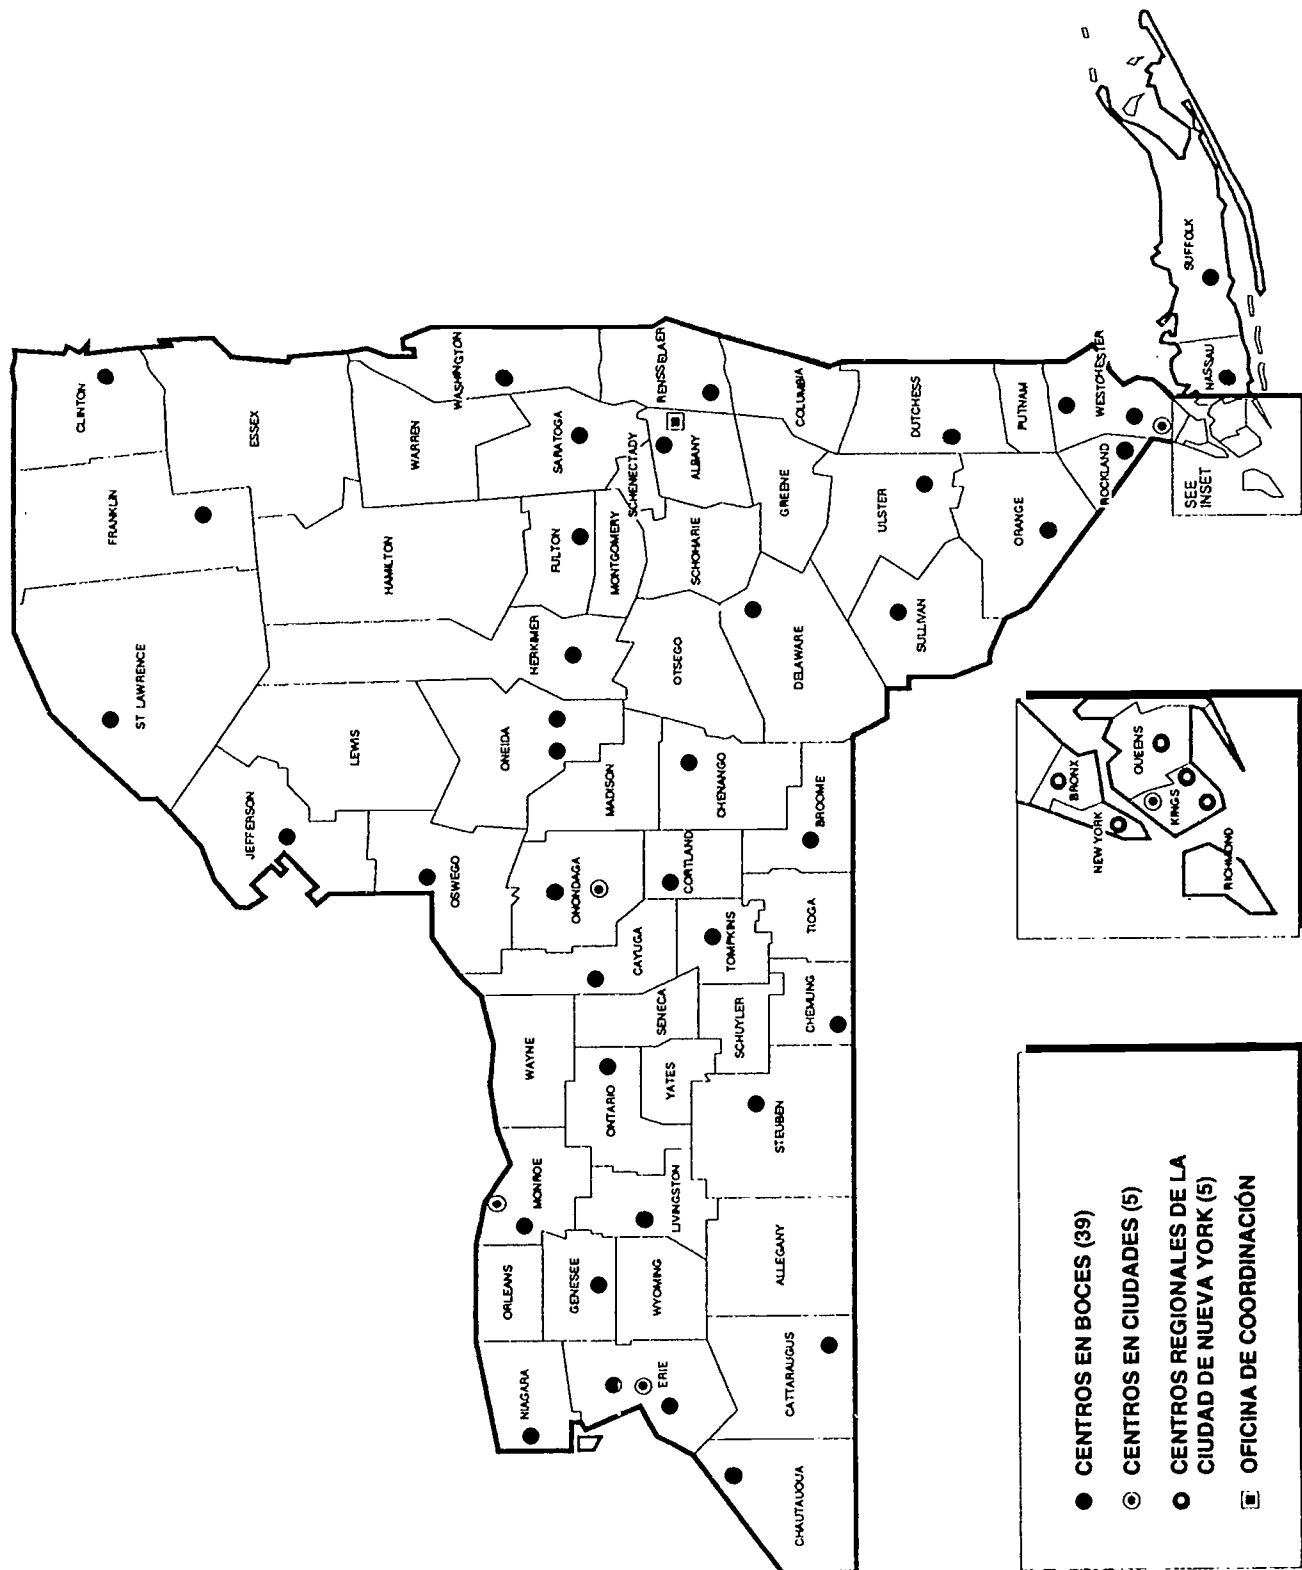 CLINTON
FRANKLIN
ST LAWRENCE
ESSEX
JEFFERSON
LEWIS
HAMILTON
WARREN
WASHINGTON
OSWEGO
ONEIDA
HERKIMER
FULTON
SARATOGA
MONTGOMERY
SCHENECTADY
RENSSELAER
NIAGARA
ORLEANS
MONROE
WAYNE
CAYUGA
ONONDAGA
MADISON
OTSEGO
SCHOHARIE
ALBANY
ERIE
GENESEE
WYOMING
LIVINGSTON
ONTARIO
YATES
SENECA
SCHUYLER
TOMPKINS
CORTLAND
CHENANGO
DELAWARE
GREENE
COLUMBIA
CHAUTAUQUA
CATTARAUGUS
ALLEGANY
STEUBEN
CHEMUNG
TIOGA
BROOME
SULLIVAN
ULSTER
DUTCHESS
ORANGE
PUTNAM
ROCKLAND
WESTCHESTER
SEE
INSET
NASSAU
SUFFOLK
NEW YORK
BRONX
QUEENS
KINGS
RICHMOND
CENTROS EN BOCES (39)
CENTROS EN CIUDADES (5)
CENTROS REGIONALES DE LA
CIUDAD DE NUEVA YORK (5)
OFICINA DE COORDINACIÓN